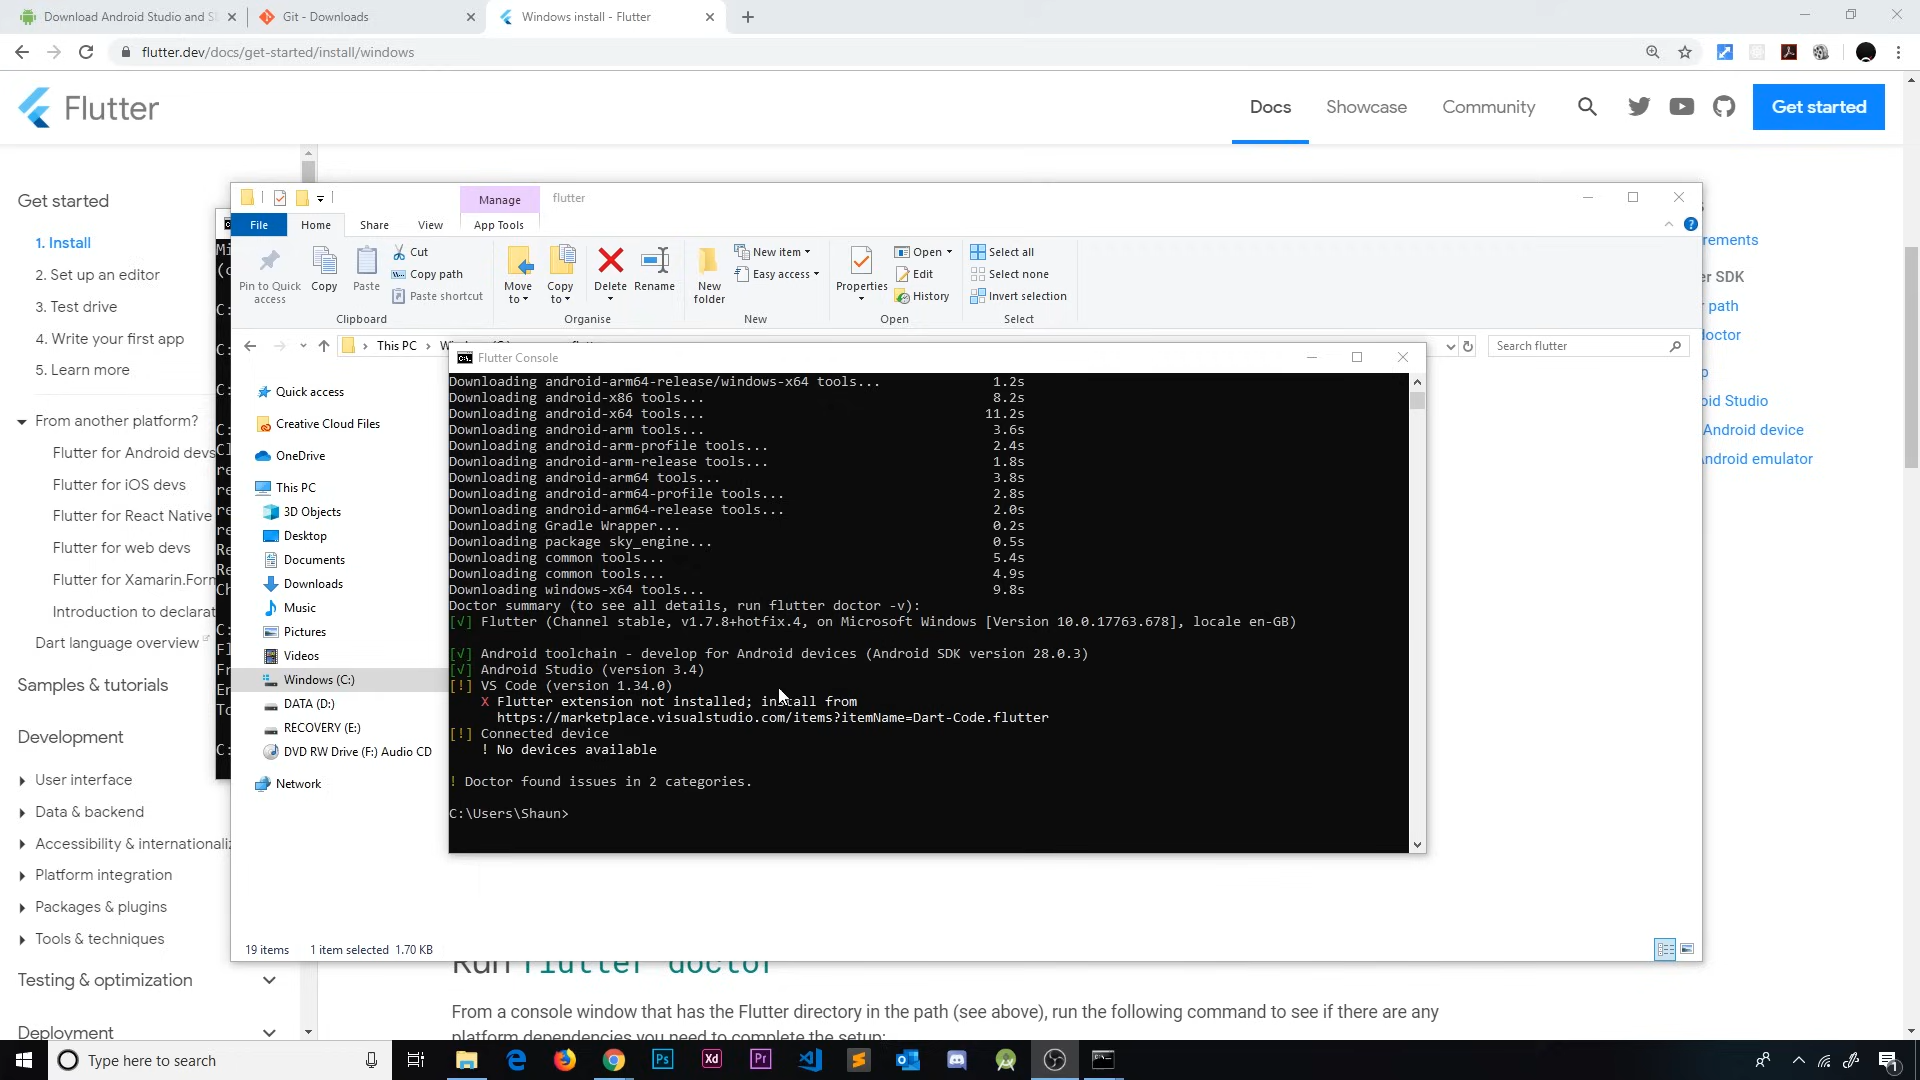 Download Android Studio and S
Git - Downloads
Windows install - Flutter
flutter.dev/docs/get-started/install/windows
Flutter
Docs
Showcase
Community
Get started
Get started
1. Install
2. Set up an editor
3. Test drive
4. Write your first app
5. Learn more
From another platform?
Flutter for Android devs
Flutter for iOS devs
Flutter for React Native
Flutter for web devs
Flutter for Xamarin.Forn
Introduction to declarat
Dart language overview
Samples & tutorials
Development
User interface
Data & backend
Accessibility & internationaliz
Platform integration
Packages & plugins
Tools & techniques
Testing & optimization
Deployment
Manage
flutter
File
Home
Share
View
App Tools
Pin to Quick access
Copy
Paste
Cut
Copy path
Paste shortcut
Clipboard
Move to
Copy to
Delete
Rename
Organise
New folder
New item
Easy access
New
Properties
Open
Edit
History
Open
Select all
Select none
Invert selection
Select
This PC
Search flutter
Quick access
Creative Cloud Files
OneDrive
This PC
3D Objects
Desktop
Documents
Downloads
Music
Pictures
Videos
Windows (C:)
DATA (D:)
RECOVERY (E:)
DVD RW Drive (F:) Audio CD
Network
19 items
1 item selected 1.70 KB
Flutter Console
Downloading android-arm64-release/windows-x64 tools... 1.2s
Downloading android-x86 tools... 8.2s
Downloading android-x64 tools... 11.2s
Downloading android-arm tools... 3.6s
Downloading android-arm-profile tools... 2.4s
Downloading android-arm-release tools... 1.8s
Downloading android-arm64 tools... 3.8s
Downloading android-arm64-profile tools... 2.8s
Downloading android-arm64-release tools... 2.0s
Downloading Gradle Wrapper... 0.2s
Downloading package sky_engine... 0.5s
Downloading common tools... 5.4s
Downloading common tools... 4.9s
Downloading windows-x64 tools... 9.8s
Doctor summary (to see all details, run flutter doctor -v):
[√] Flutter (Channel stable, v1.7.8+hotfix.4, on Microsoft Windows [Version 10.0.17763.678], locale en-GB)
[√] Android toolchain - develop for Android devices (Android SDK version 28.0.3)
[√] Android Studio (version 3.4)
[!] VS Code (version 1.34.0)
X Flutter extension not installed; install from
https://marketplace.visualstudio.com/items?itemName=Dart-Code.flutter
[!] Connected device
! No devices available
! Doctor found issues in 2 categories.
C:\Users\Shaun>
rements
er SDK
path
doctor
oid Studio
Android device
Android emulator
Run flutter doctor
From a console window that has the Flutter directory in the path (see above), run the following command to see if there are any
platform dependencies you need to complete the setup:
Type here to search